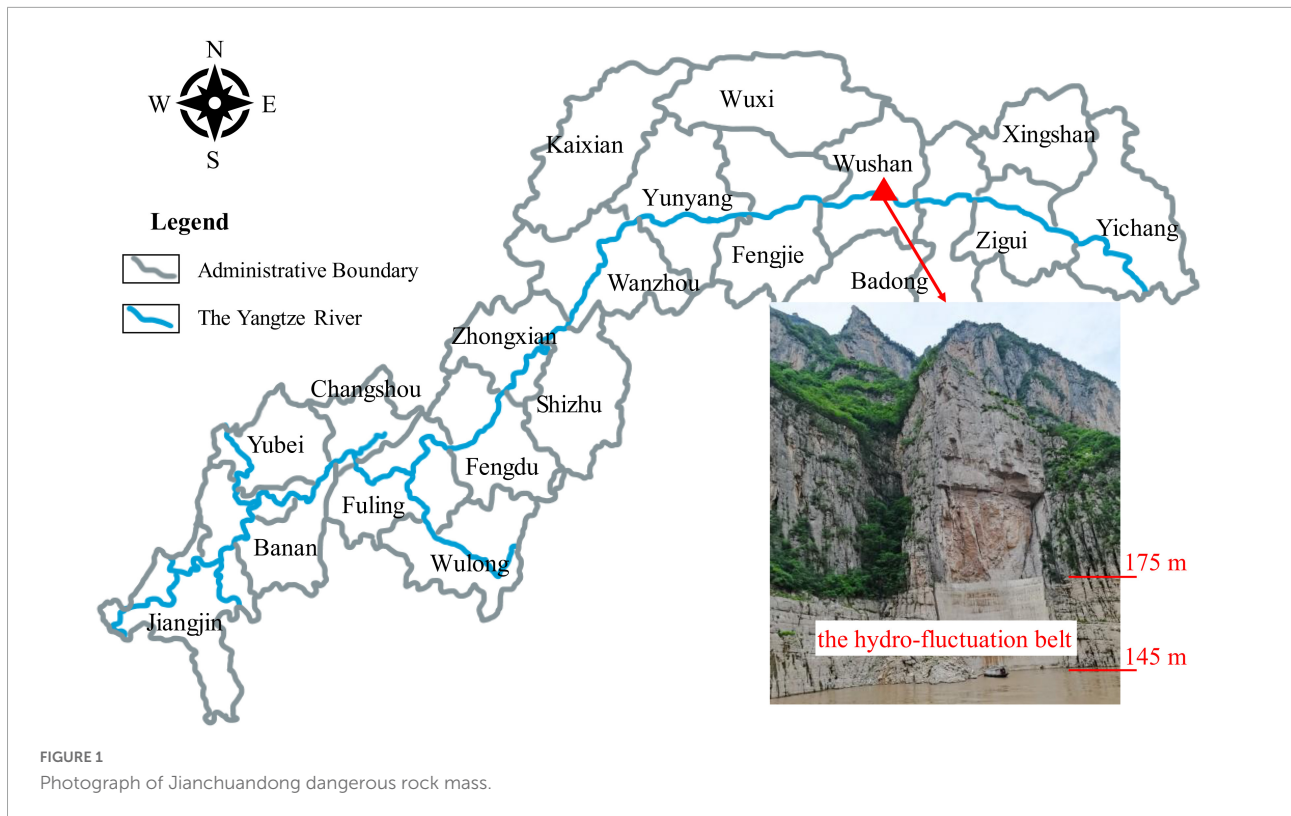 N
W E
S
Legend
Administrative Boundary
The Yangtze River
Wuxi
Kaixian
Xingshan
Wushan
Yunyang
Yichang
Zigui
Fengjie
Wanzhou
Badong
Zhongxian
Changshou
Shizhu
Yubei
Fengdu
Fuling
Banan
Wulong
Jiangjin
175 m
the hydro-fluctuation belt
145 m
FIGURE 1
Photograph of Jianchuandong dangerous rock mass.